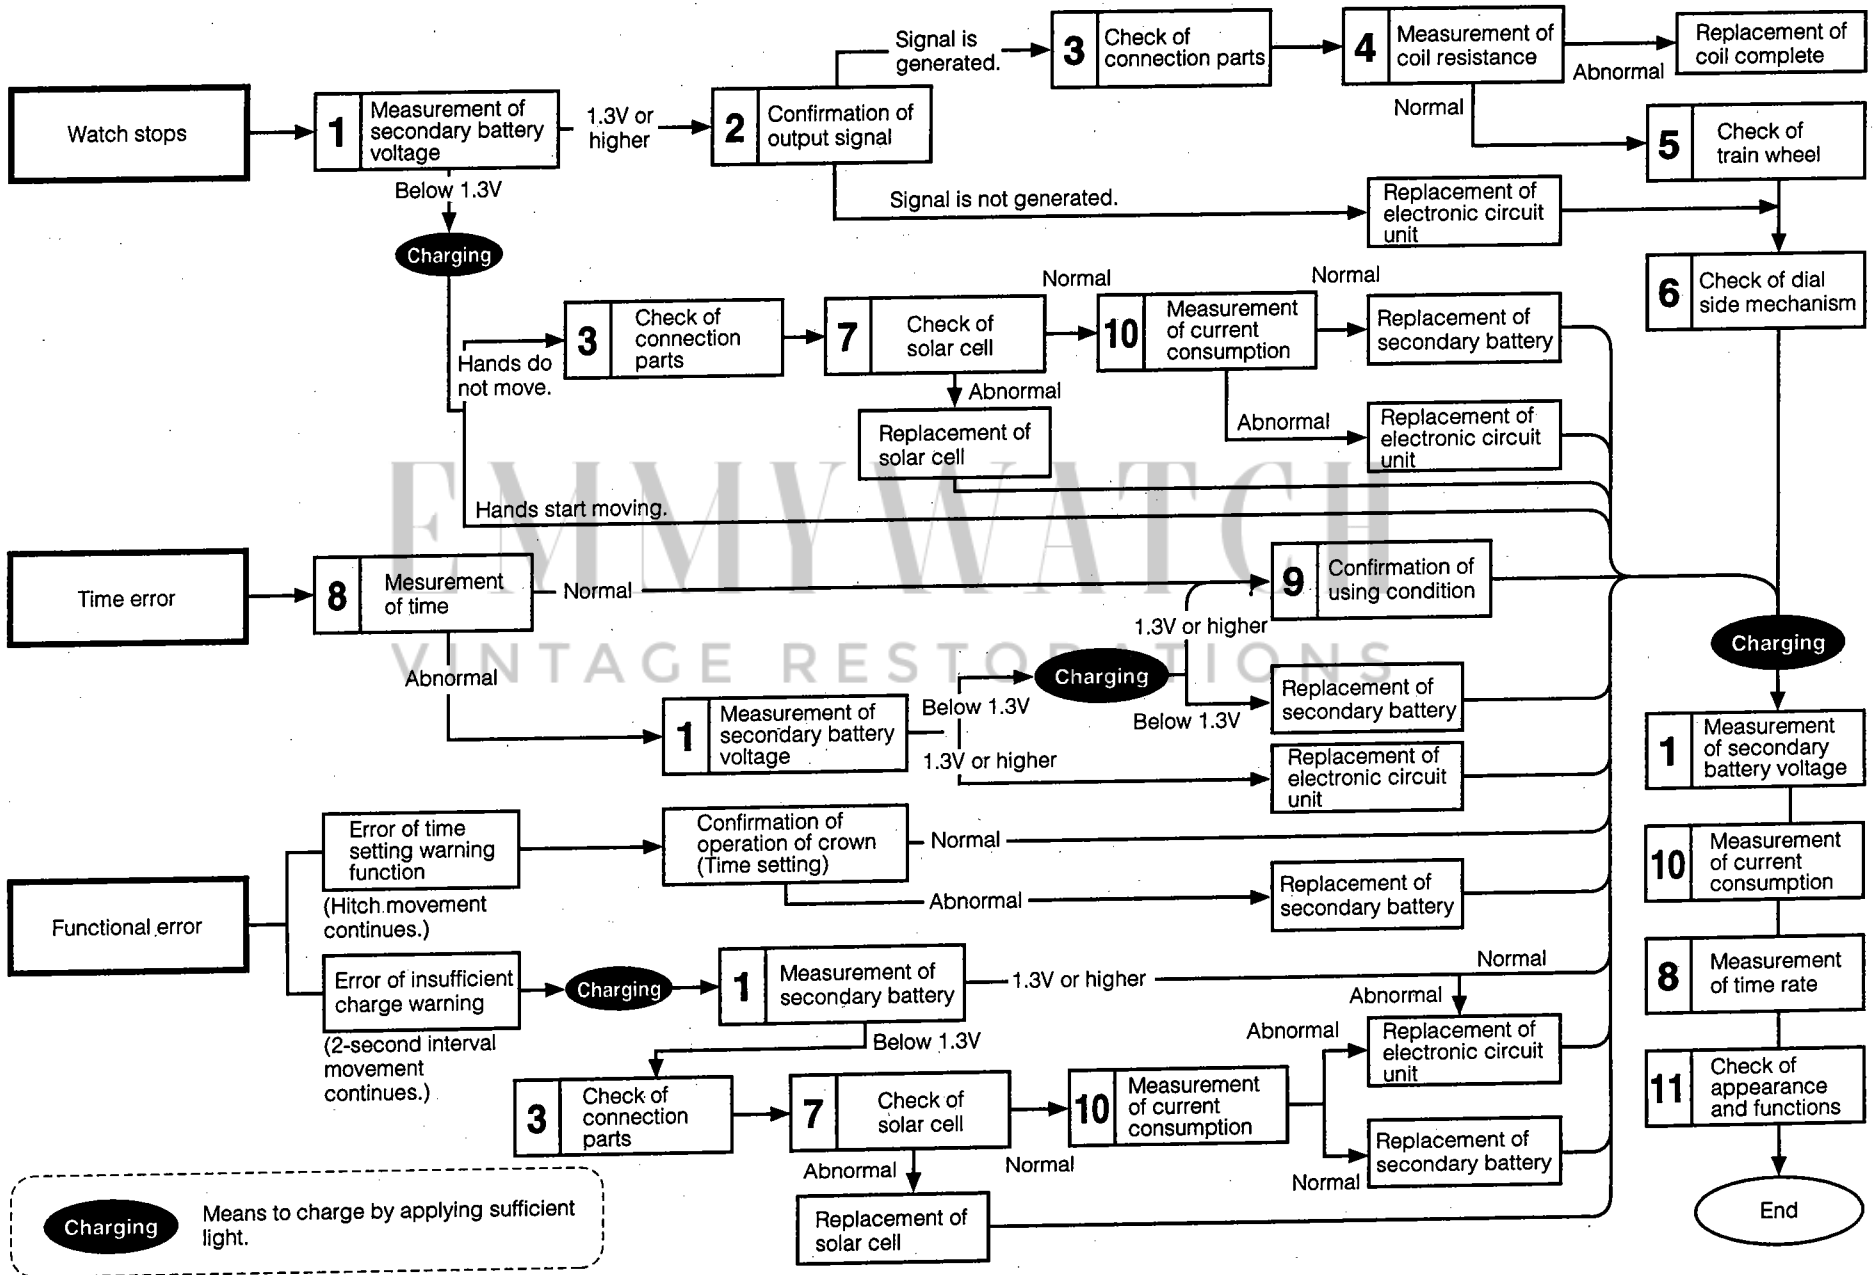 Watch stops
1
Measurement of
secondary battery
voltage
1.3V or
higher
Below 1.3V
Charging
2
Confirmation of
output signal
Signal is
generated.
3
Check of
connection parts
4
Measurement of
coil resistance
Abnormal
Replacement of
coil complete
Normal
5
Check of
train wheel
Signal is not generated.
Replacement of
electronic circuit
unit
6
Check of dial
side mechanism
Hands do
not move.
3
Check of
connection
parts
7
Check of
solar cell
Normal
10
Measurement
of current
consumption
Normal
Replacement of
secondary battery
Abnormal
Replacement of
solar cell
Abnormal
Replacement of
electronic circuit
unit
Hands start moving.
EMMYWATCH
VINTAGE RESTORATIONS
Time error
8
Mesurement
of time
Normal
9
Confirmation of
using condition
Abnormal
1
Measurement of
secondary battery
voltage
Below 1.3V
Charging
1.3V or higher
Below 1.3V
Replacement of
secondary battery
1.3V or higher
Replacement of
electronic circuit
unit
Functional error
Error of time
setting warning
function
(Hitch movement
continues.)
Confirmation of
operation of crown
(Time setting)
Normal
Abnormal
Replacement of
secondary battery
Error of insufficient
charge warning
(2-second interval
movement
continues.)
Charging
1
Measurement of
secondary battery
1.3V or higher
Normal
Abnormal
Below 1.3V
3
Check of
connection
parts
7
Check of
solar cell
Abnormal
Replacement of
solar cell
Normal
10
Measurement
of current
consumption
Abnormal
Replacement of
electronic circuit
unit
Normal
Replacement of
secondary battery
Charging
1
Measurement
of secondary
battery voltage
10
Measurement
of current
consumption
8
Measurement
of time rate
11
Check of
appearance
and functions
End
Charging
Means to charge by applying sufficient
light.